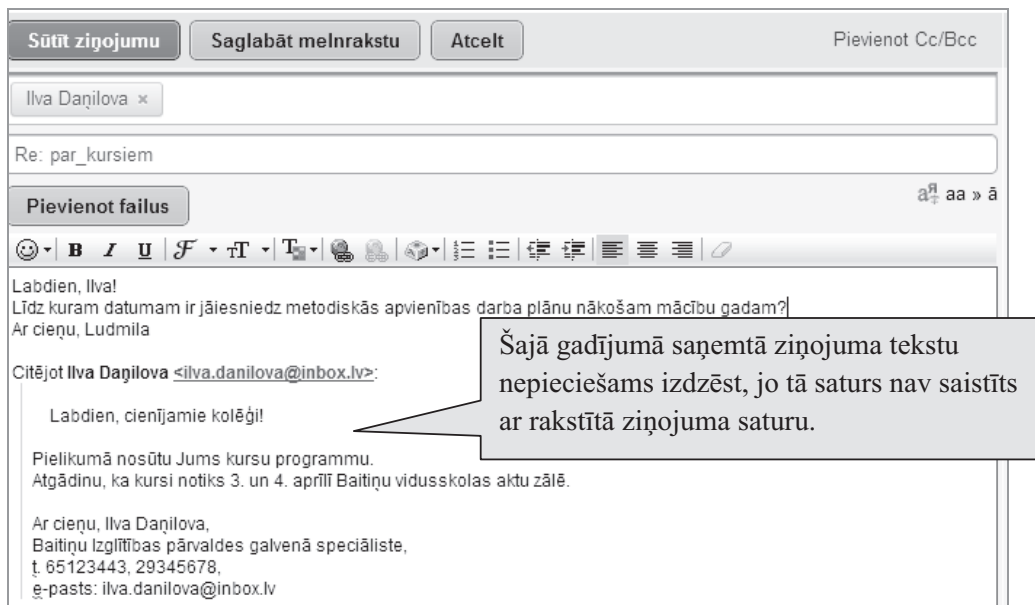 Sūtīt ziņojumu Saglabāt melnrakstu Atcelt Pievienot Cc/Bcc
Ilva Daņilova ×
Re: par_kursiem
Pievienot failus
aa » ā
B I U
Labdien, Ilva!
Līdz kuram datumam ir jāiesniedz metodiskās apvienības darba plānu nākošam mācību gadam?
Ar cieņu, Ludmila
Citējot Ilva Daņilova <ilva.danilova@inbox.lv>:
Labdien, cienījamie kolēģi!
Pielikumā nosūtu Jums kursu programmu.
Atgādinu, ka kursi notiks 3. un 4. aprīlī Baitiņu vidusskolas aktu zālē.
Ar cieņu, Ilva Daņilova,
Baitiņu Izglītības pārvaldes galvenā speciāliste,
t. 65123443, 29345678,
e-pasts: ilva.danilova@inbox.lv
Šajā gadījumā saņemtā ziņojuma tekstu
nepieciešams izdzēst, jo tā saturs nav saistīts
ar rakstītā ziņojuma saturu.